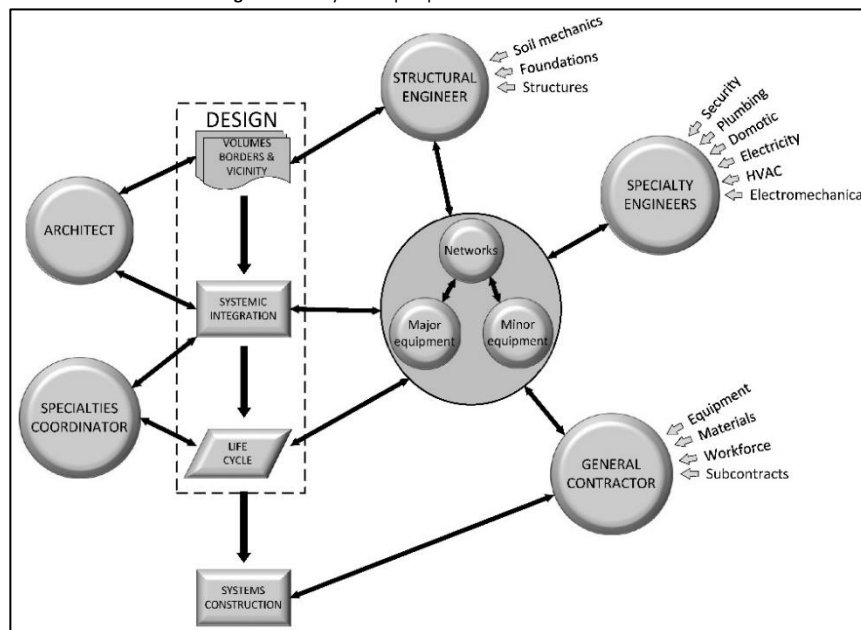 Soil mechanics
Foundations
Structures
STRUCTURAL
ENGINEER
DESIGN
VOLUMES
BORDERS &
VICINITY
Security
Plumbing
Domotic
Electricity
HVAC
Electromechanica
SPECIALTY
ENGINEERS
ARCHITECT
Networks
Major
equipment
Minor
equipment
SYSTEMIC
INTEGRATION
SPECIALTIES
COORDINATOR
LIFE
CYCLE
Equipment
Materials
Workforce
Subcontracts
GENERAL
CONTRACTOR
SYSTEMS
CONSTRUCTION